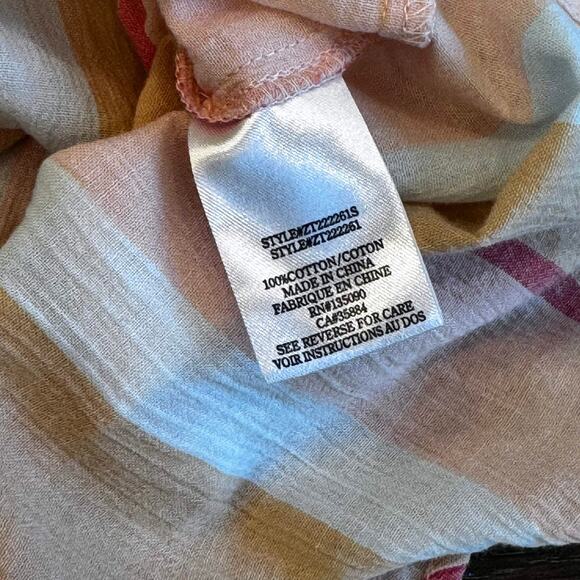 STYLE#ZT222261S
STYLE#ZT222261
100%COTTON/COTON
MADE IN CHINA
FABRIQUE EN CHINE
RN#135090
CA#35884
SEE REVERSE FOR CARE
VOIR INSTRUCTIONS AU DOS